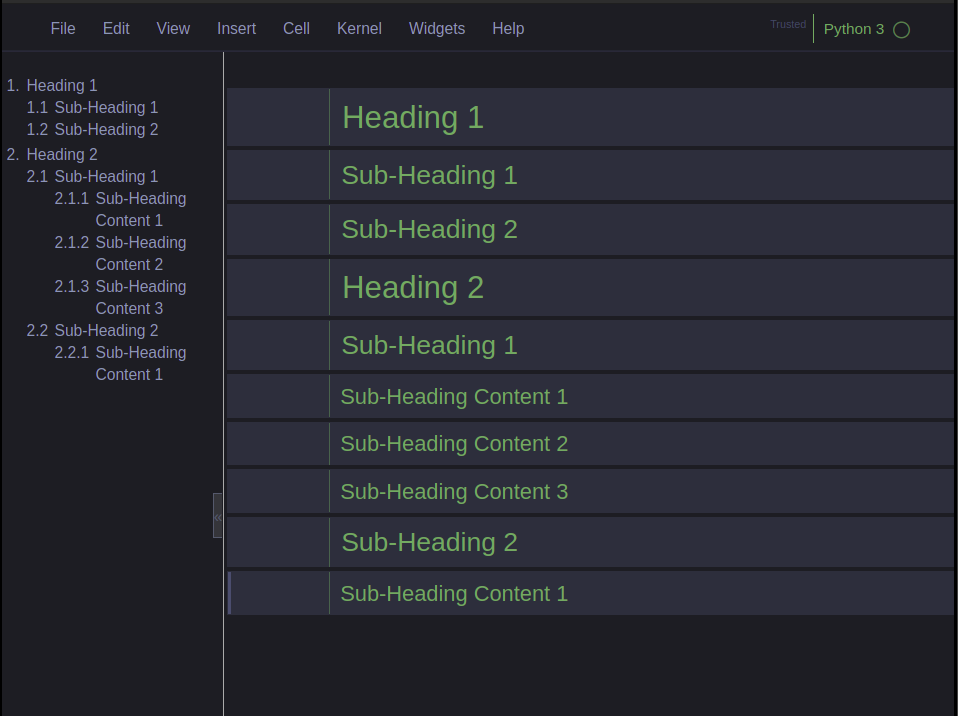 File Edit View Insert Cell Kernel Widgets Help Trusted Python 3
1. Heading 1
1.1 Sub-Heading 1
1.2 Sub-Heading 2
2. Heading 2
2.1 Sub-Heading 1
2.1.1 Sub-Heading
Content 1
2.1.2 Sub-Heading
Content 2
2.1.3 Sub-Heading
Content 3
2.2 Sub-Heading 2
2.2.1 Sub-Heading
Content 1
«
Heading 1
Sub-Heading 1
Sub-Heading 2
Heading 2
Sub-Heading 1
Sub-Heading Content 1
Sub-Heading Content 2
Sub-Heading Content 3
Sub-Heading 2
Sub-Heading Content 1